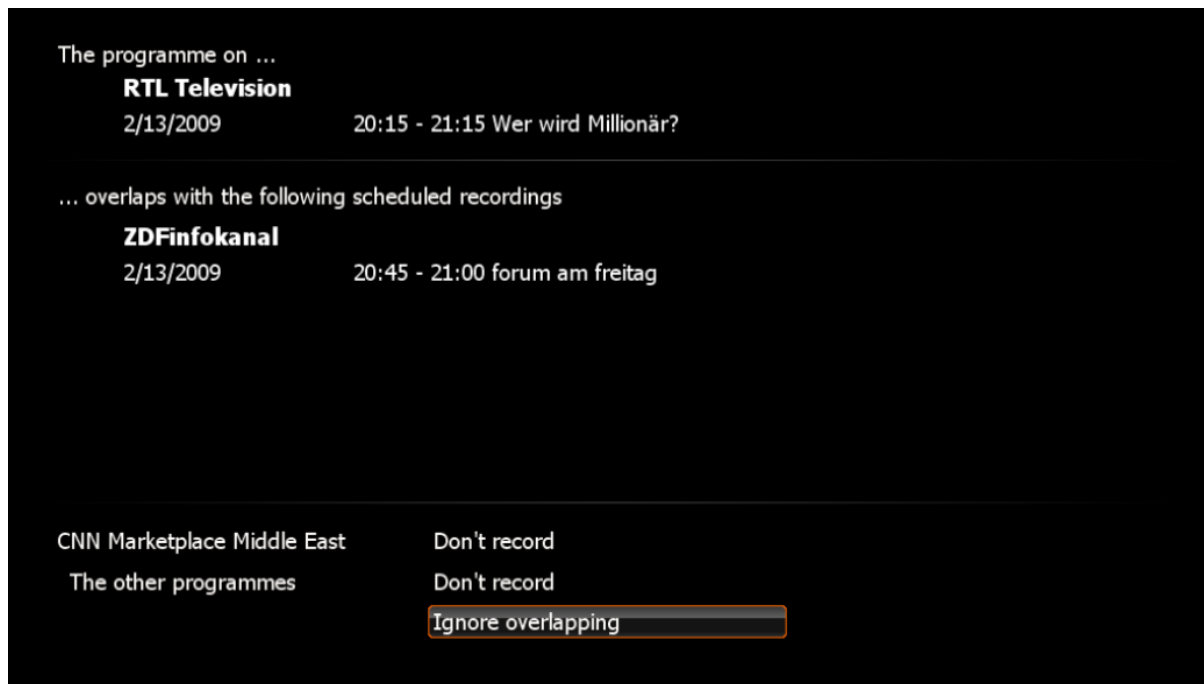 The programme on ...
RTL Television
2/13/2009 20:15 - 21:15 Wer wird Millionär?
... overlaps with the following scheduled recordings
ZDFinfokanal
2/13/2009 20:45 - 21:00 forum am freitag
CNN Marketplace Middle East Don't record
The other programmes Don't record
Ignore overlapping